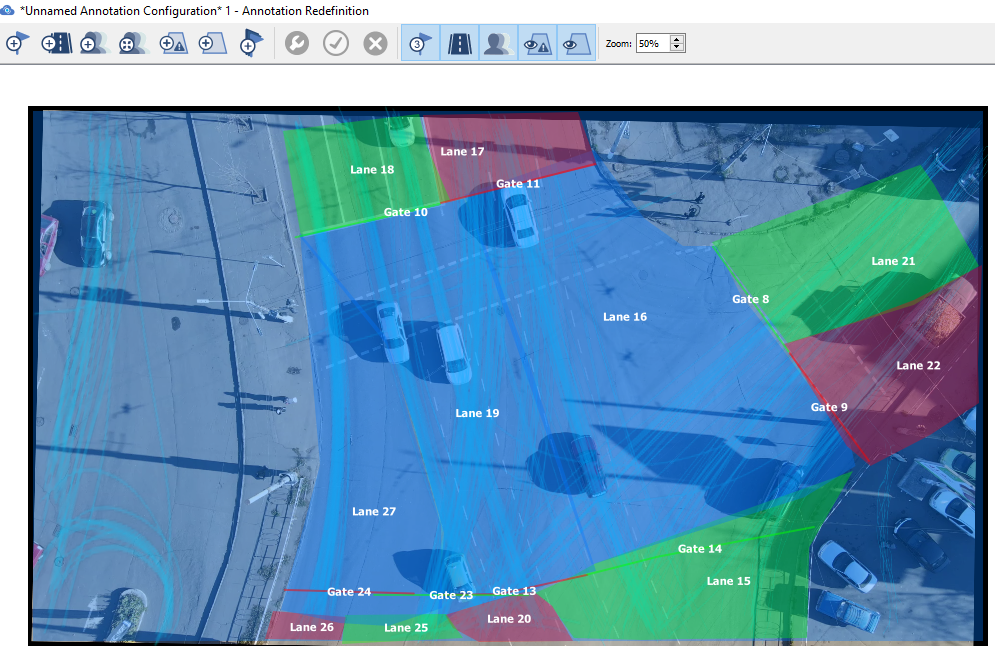 *Unnamed Annotation Configuration* 1 - Annotation Redefinition
3
Zoom: 50%
Lane 17
Lane 18
Gate 11
Gate 10
Lane 21
Gate 8
Lane 16
Lane 22
Gate 9
Lane 19
Lane 27
Gate 14
Lane 15
Gate 24
Gate 23
Gate 13
Lane 20
Lane 26
Lane 25